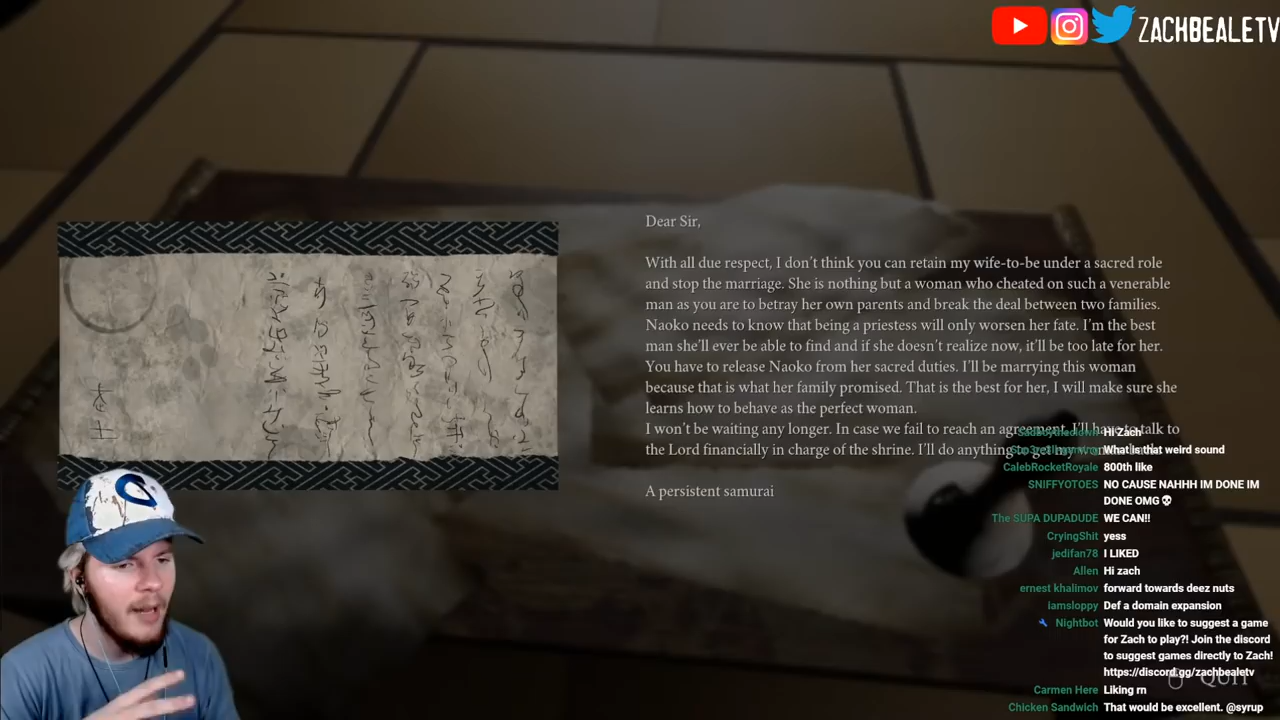 ZACHBEALETV
Dear Sir,
With all due respect, I don't think you can retain my wife-to-be under a sacred role
and stop the marriage. She is nothing but a woman who cheated on such a venerable
man as you are to betray her own parents and break the deal between two families.
Naoko needs to know that being a priestess will only worsen her fate. I'm the best
man she'll ever be able to find and if she doesn't realize now, it'll be too late for her.
You have to release Naoko from her sacred duties. I'll be marrying this woman
because that is what her family promised. That is the best for her, I will make sure she
learns how to behave as the perfect woman.
I won't be waiting any longer. In case we fail to reach an agreement, I'll have to talk to
the Lord financially in charge of the shrine. I'll do anything to get my
A persistent samurai
Hi Zach
What is that weird sound
CalebRocketRoyale 800th like
SNIFFYOTOES NO CAUSE NAHHH IM DONE IM
DONE OMG💀
The SUPA DUPADUDE WE CAN!!
CryingShit yess
jedifan78 I LIKED
Allen Hi zach
ernest khalimov forward towards deez nuts
iamsloppy Def a domain expansion
Nightbot Would you like to suggest a game
for Zach to play?! Join the discord
to suggest games directly to Zach!
https://discord.gg/zachbealetv
QUIT
Carmen Here Liking rn
Chicken Sandwich That would be excellent. @syrup